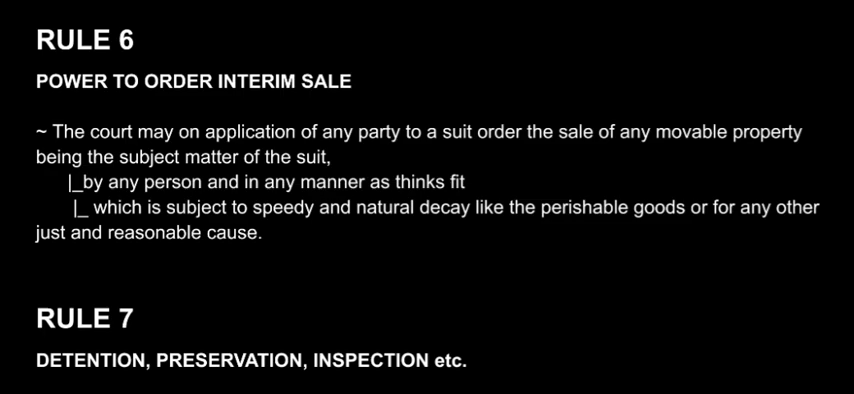 RULE 6
POWER TO ORDER INTERIM SALE
~ The court may on application of any party to a suit order the sale of any movable property
being the subject matter of the suit,
|_by any person and in any manner as thinks fit
|_ which is subject to speedy and natural decay like the perishable goods or for any other
just and reasonable cause.
RULE 7
DETENTION, PRESERVATION, INSPECTION etc.